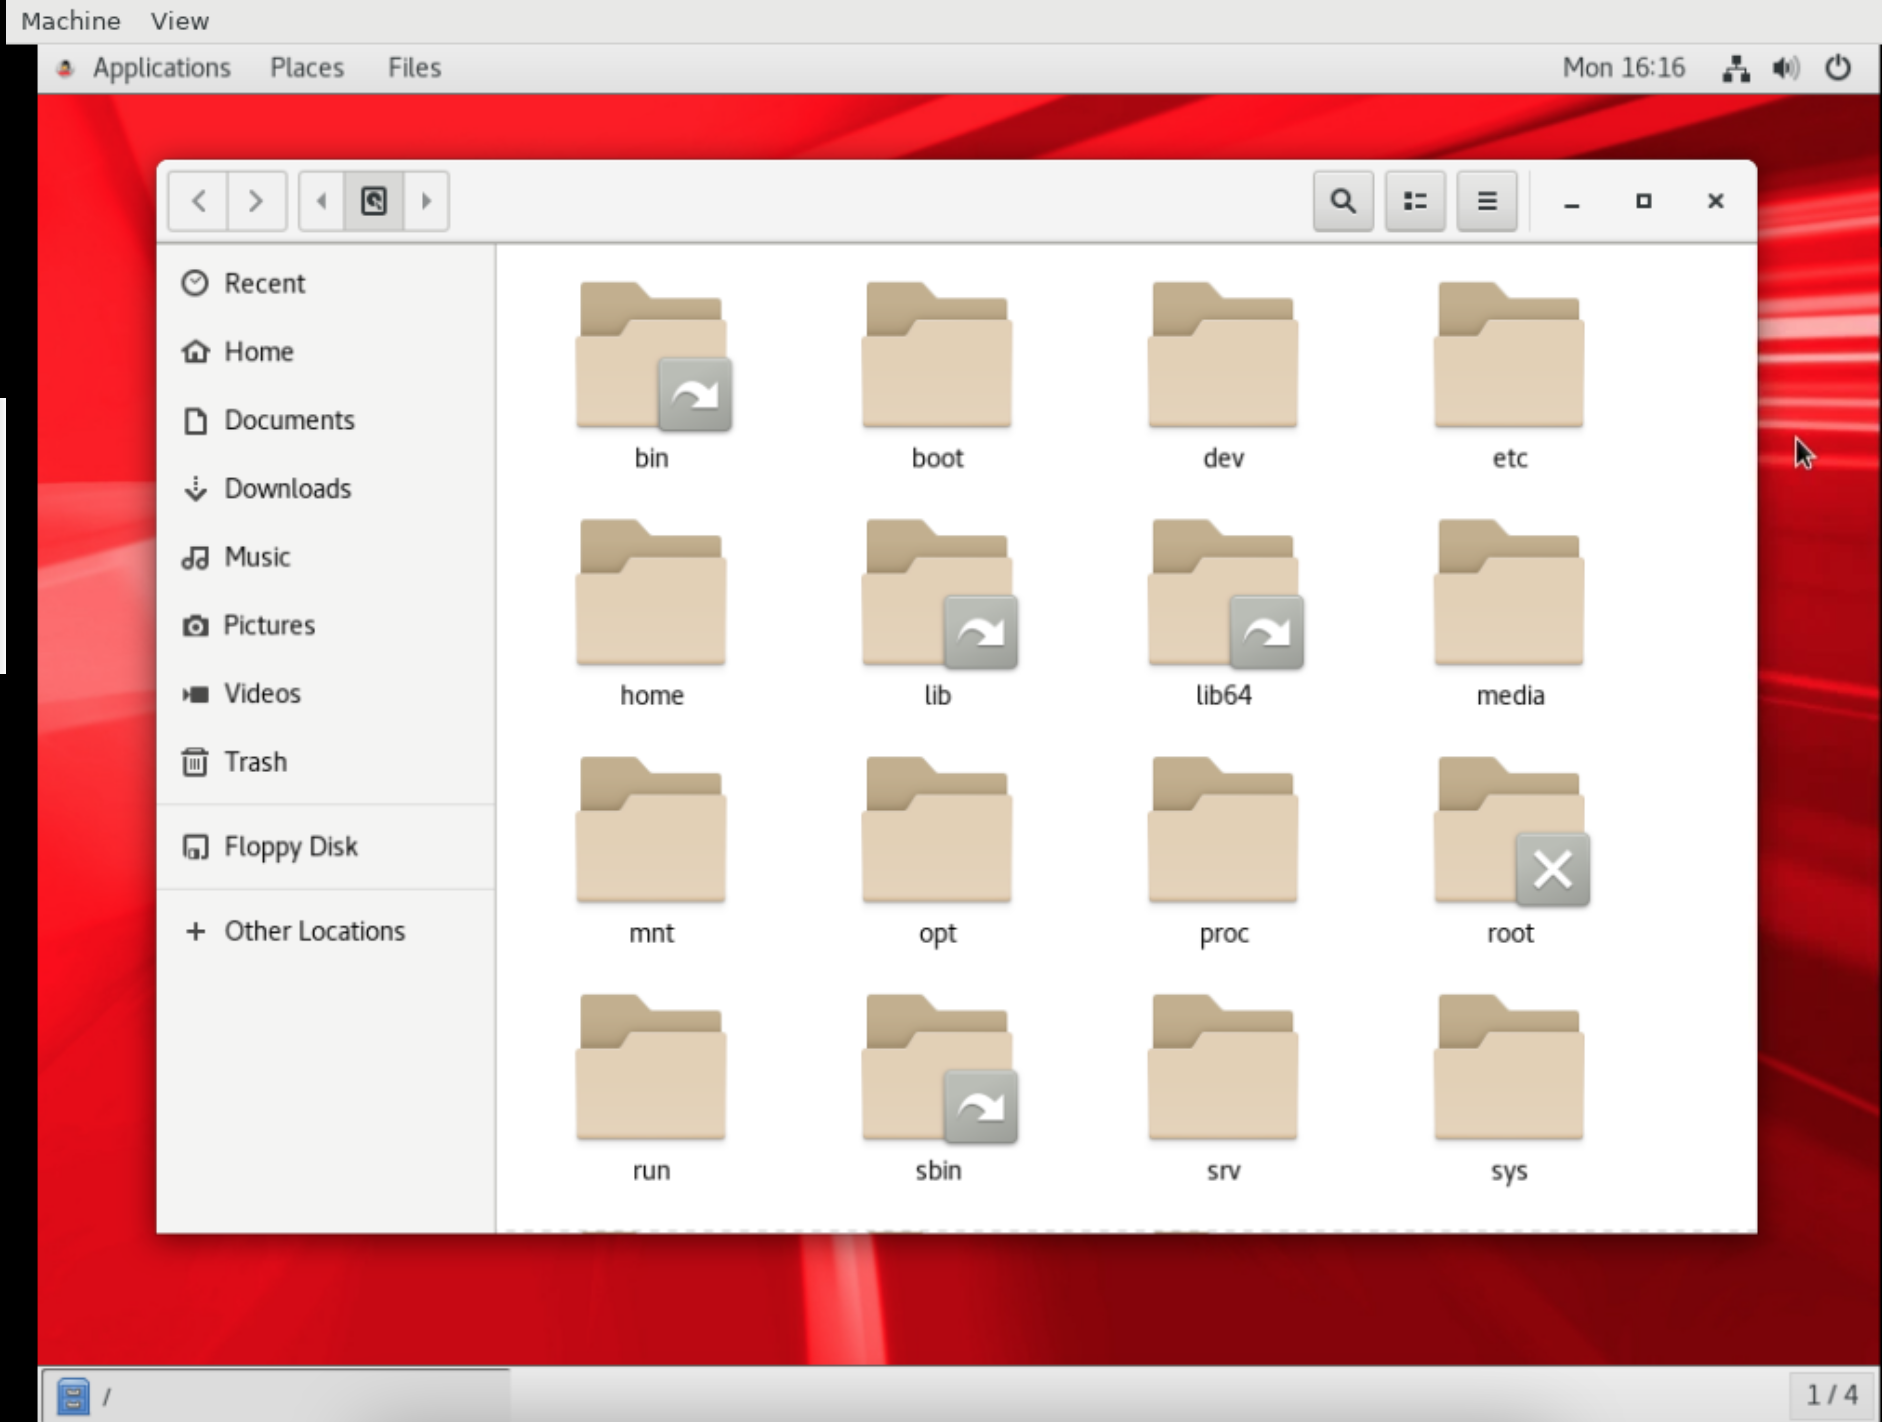 Machine View
Applications Places Files Mon 16:16
Recent
Home
Documents
Downloads
Music
Pictures
Videos
Trash
Floppy Disk
Other Locations
bin boot dev etc
home lib lib64 media
mnt opt proc root
run sbin srv sys
/ 1 / 4